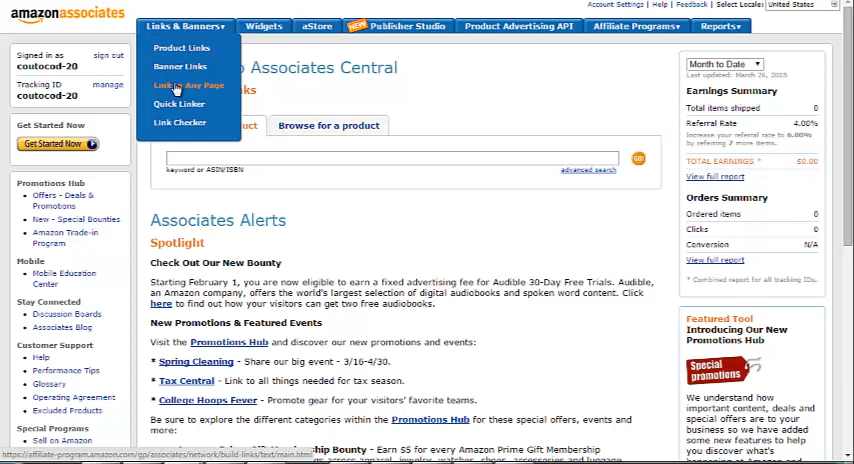 amazonassociates
Account Settings | Help | Feedback | Select Locale: United States
Links & Banners▾ Widgets aStore NEW Publisher Studio Product Advertising API Affiliate Programs▾ Reports▾
Signed in as sign out
coutocod-20
Tracking ID manage
coutocod-20
Get Started Now
Get Started Now
Promotions Hub
• Offers - Deals &
Promotions
• New - Special Bounties
• Amazon Trade-in
Program
Mobile
• Mobile Education
Center
Stay Connected
• Discussion Boards
• Associates Blog
Customer Support
• Help
• Performance Tips
• Glossary
• Operating Agreement
• Excluded Products
Special Programs
• Sell on Amazon
Product Links
Banner Links
Link to Any Page
Quick Linker
Link Checker
Associates Central
Browse for a product
GO!
keyword or ASIN/ISBN advanced search
Associates Alerts
Spotlight
Check Out Our New Bounty
Starting February 1, you are now eligible to earn a fixed advertising fee for Audible 30-Day Free Trials. Audible,
an Amazon company, offers the world's largest selection of digital audiobooks and spoken word content. Click
here to find out how your visitors can get two free audiobooks.
New Promotions & Featured Events
Visit the Promotions Hub and discover our new promotions and events:
* Spring Cleaning - Share our big event - 3/16-4/30.
* Tax Central - Link to all things needed for tax season.
* College Hoops Fever - Promote gear for your visitors' favorite teams.
Be sure to explore the different categories within the Promotions Hub for these special offers, events and
more:
Membership Bounty - Earn $5 for every Amazon Prime Gift Membership
Month to Date
Last updated: March 26, 2015
Earnings Summary
Total items shipped 0
Referral Rate 4.00%
Increase your referral rate to 6.00%
by referring 7 more items.
TOTAL EARNINGS * $0.00
View full report
Orders Summary
Ordered items 0
Clicks 0
Conversion N/A
View full report
* Combined report for all tracking IDs.
Featured Tool
Introducing Our New
Promotions Hub
Special
promotions
We understand how
important content, deals and
special offers are to your
business so we have added
some new features to help
you discover what's
https://affiliate-program.amazon.com/gp/associates/network/build-links/text/main.html